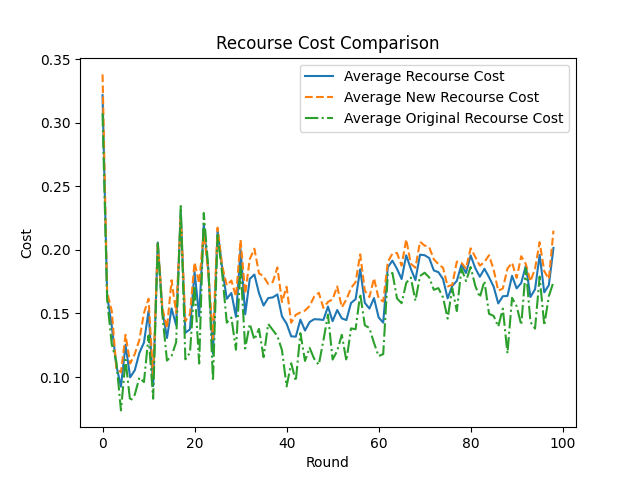 Recourse Cost Comparison
Average Recourse Cost
Average New Recourse Cost
Average Original Recourse Cost
0.35
0.30
0.25
0.20
0.15
0.10
Cost
0 20 40 60 80 100
Round